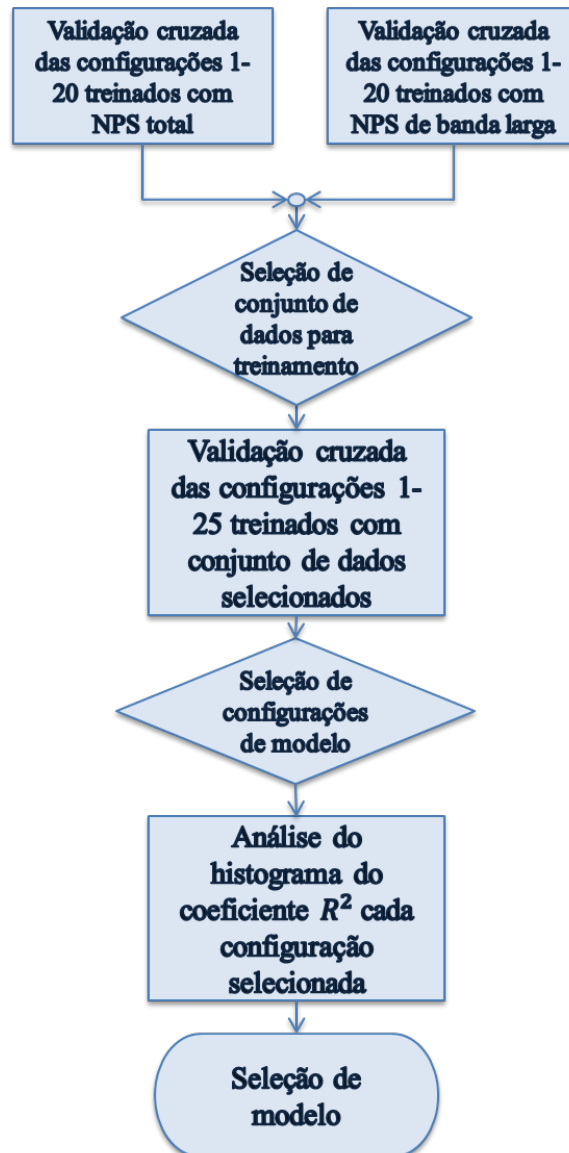 Validação cruzada
das configurações 1-
20 treinados com
NPS total
Validação cruzada
das configurações 1-
20 treinados com
NPS de banda larga
Seleção de
conjunto de
dados para
treinamento
Validação cruzada
das configurações 1-
25 treinados com
conjunto de dados
selecionados
Seleção de
configurações
de modelo
Análise do
histograma do
coeficiente R² cada
configuração
selecionada
Seleção de
modelo